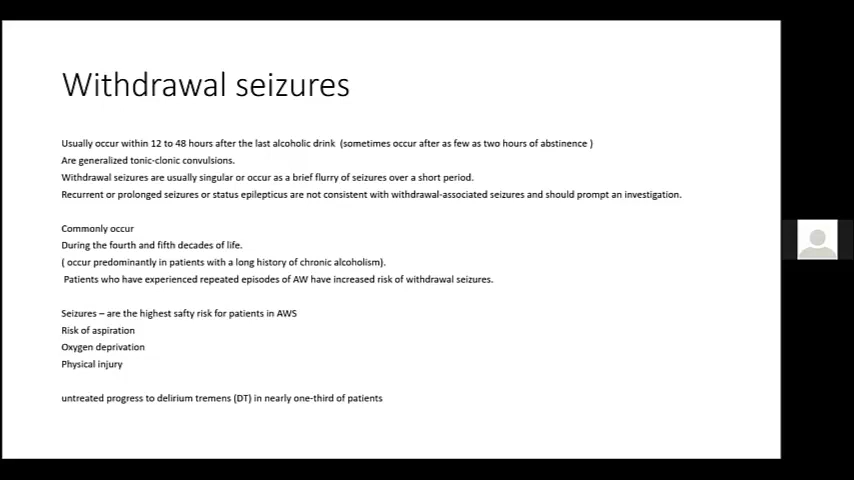 Withdrawal seizures
Usually occur within 12 to 48 hours after the last alcoholic drink (sometimes occur after as few as two hours of abstinence )
Are generalized tonic-clonic convulsions.
Withdrawal seizures are usually singular or occur as a brief flurry of seizures over a short period.
Recurrent or prolonged seizures or status epilepticus are not consistent with withdrawal-associated seizures and should prompt an investigation.
Commonly occur
During the fourth and fifth decades of life.
( occur predominantly in patients with a long history of chronic alcoholism).
Patients who have experienced repeated episodes of AW have increased risk of withdrawal seizures.
Seizures – are the highest safty risk for patients in AWS
Risk of aspiration
Oxygen deprivation
Physical injury
untreated progress to delirium tremens (DT) in nearly one-third of patients